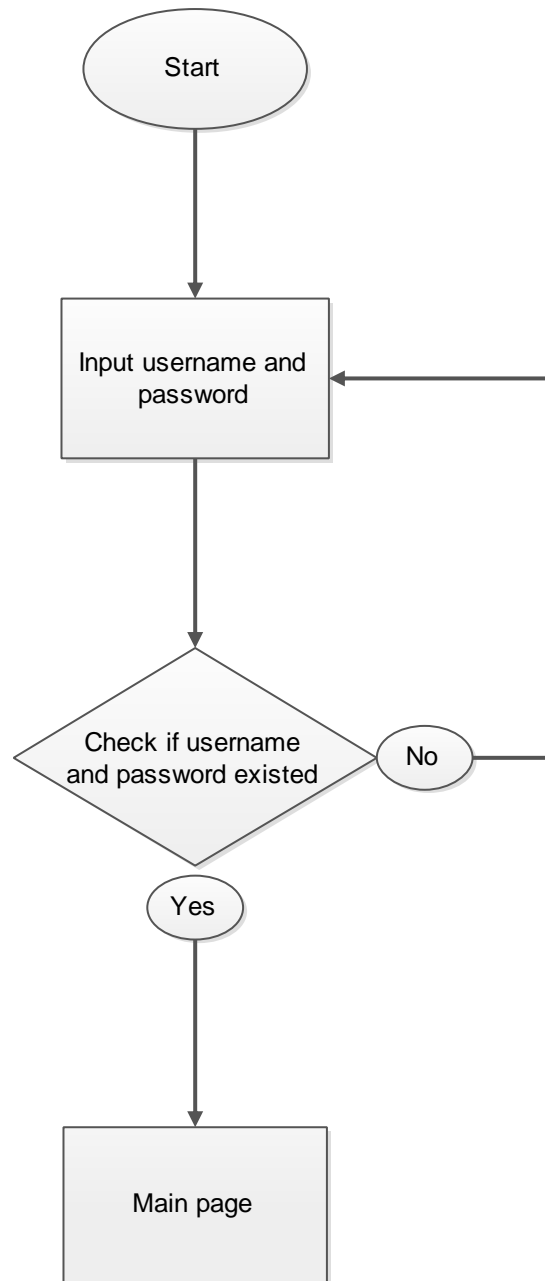 Start
Input username and
password
Check if username
and password existed
No
Yes
Main page